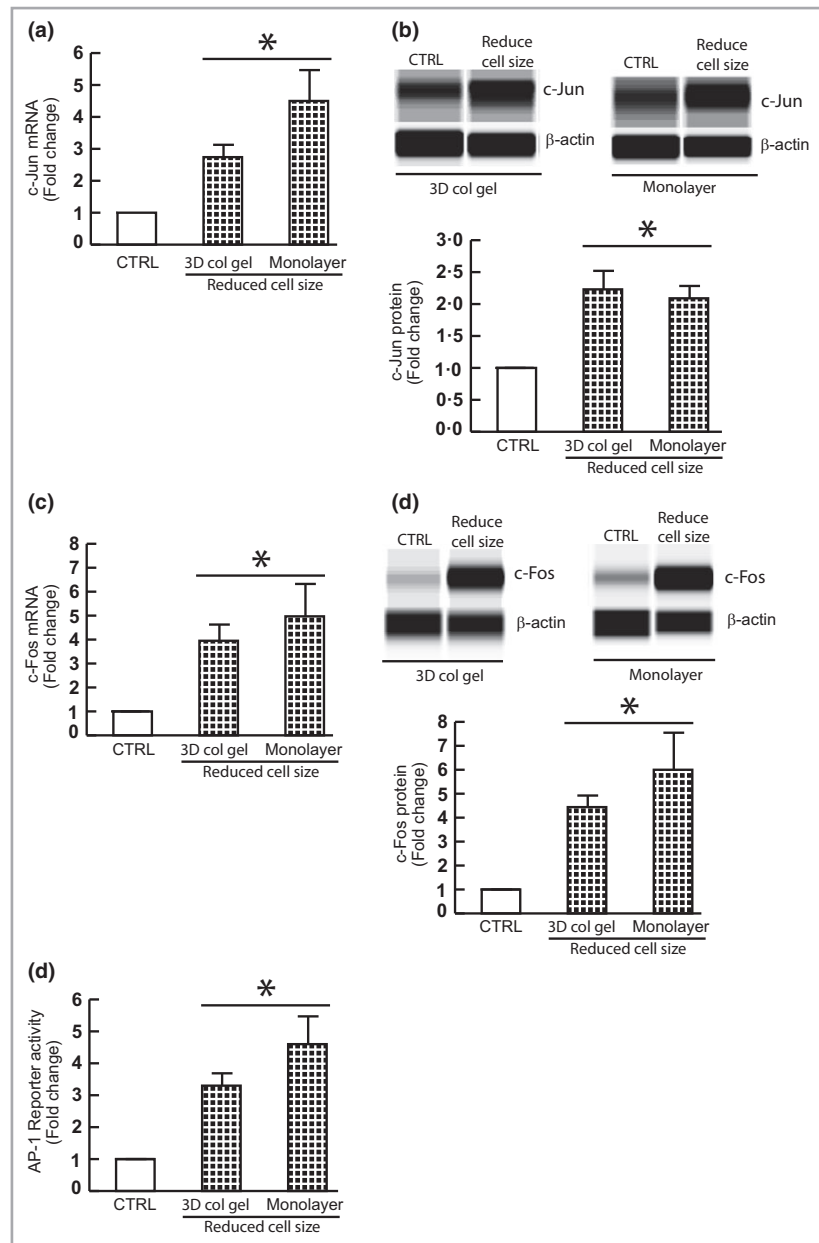 (a)
c-Jun mRNA
(Fold change)
6
5
4
3
2
1
0
*
CTRL
3D col gel
Monolayer
Reduced cell size
(b)
CTRL
Reduce
cell size
c-Jun
β-actin
3D col gel
CTRL
Reduce
cell size
c-Jun
β-actin
Monolayer
c-Jun protein
(Fold change)
3·0
2·5
2·0
1·5
1·0
0·5
0·0
*
CTRL
3D col gel
Monolayer
Reduced cell size
(c)
c-Fos mRNA
(Fold change)
8
7
6
5
4
3
2
1
0
*
CTRL
3D col gel
Monolayer
Reduced cell size
(d)
CTRL
Reduce
cell size
c-Fos
β-actin
3D col gel
CTRL
Reduce
cell size
c-Fos
β-actin
Monolayer
c-Fos protein
(Fold change)
8
7
6
5
4
3
2
1
0
*
CTRL
3D col gel
Monolayer
Reduced cell size
(d)
AP-1 Reporter activity
(Fold change)
6
5
4
3
2
1
0
*
CTRL
3D col gel
Monolayer
Reduced cell size